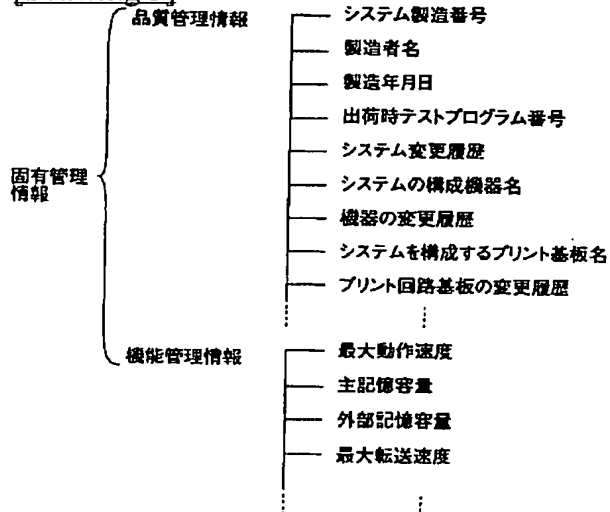 品質管理情報
システム製造番号
製造者名
製造年月日
出荷時テストプログラム番号
システム変更履歴
システムの構成機器名
機器の変更履歴
システムを構成するプリント基板名
プリント回路基板の変更履歴
固有管理
情報
機能管理情報
最大動作速度
主記憶容量
外部記憶容量
最大転送速度